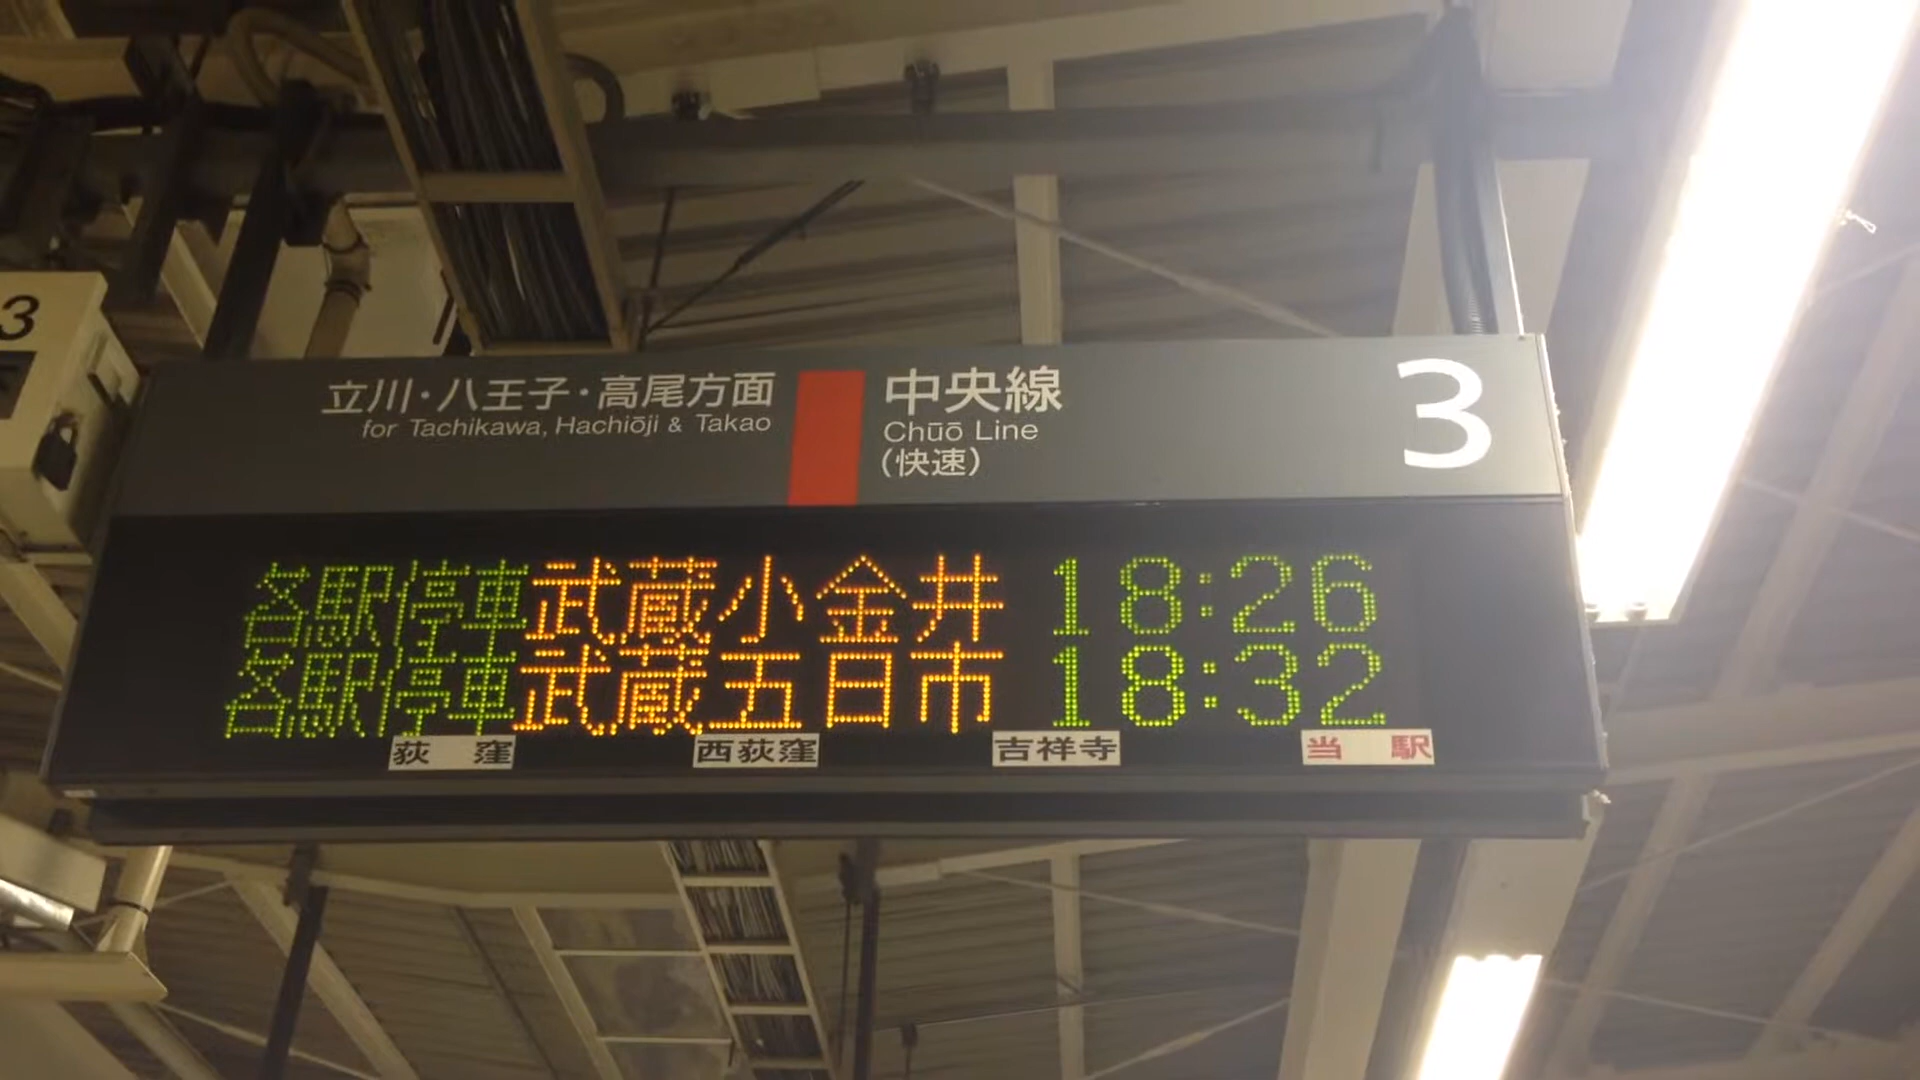 3
立川・八王子・高尾方面
for Tachikawa, Hachiōji & Takao
中央線
Chūō Line
(快速)
3
各駅停車 武蔵小金井 18:26
各駅停車 武蔵五日市 18:32
荻窪 西荻窪 吉祥寺 当駅